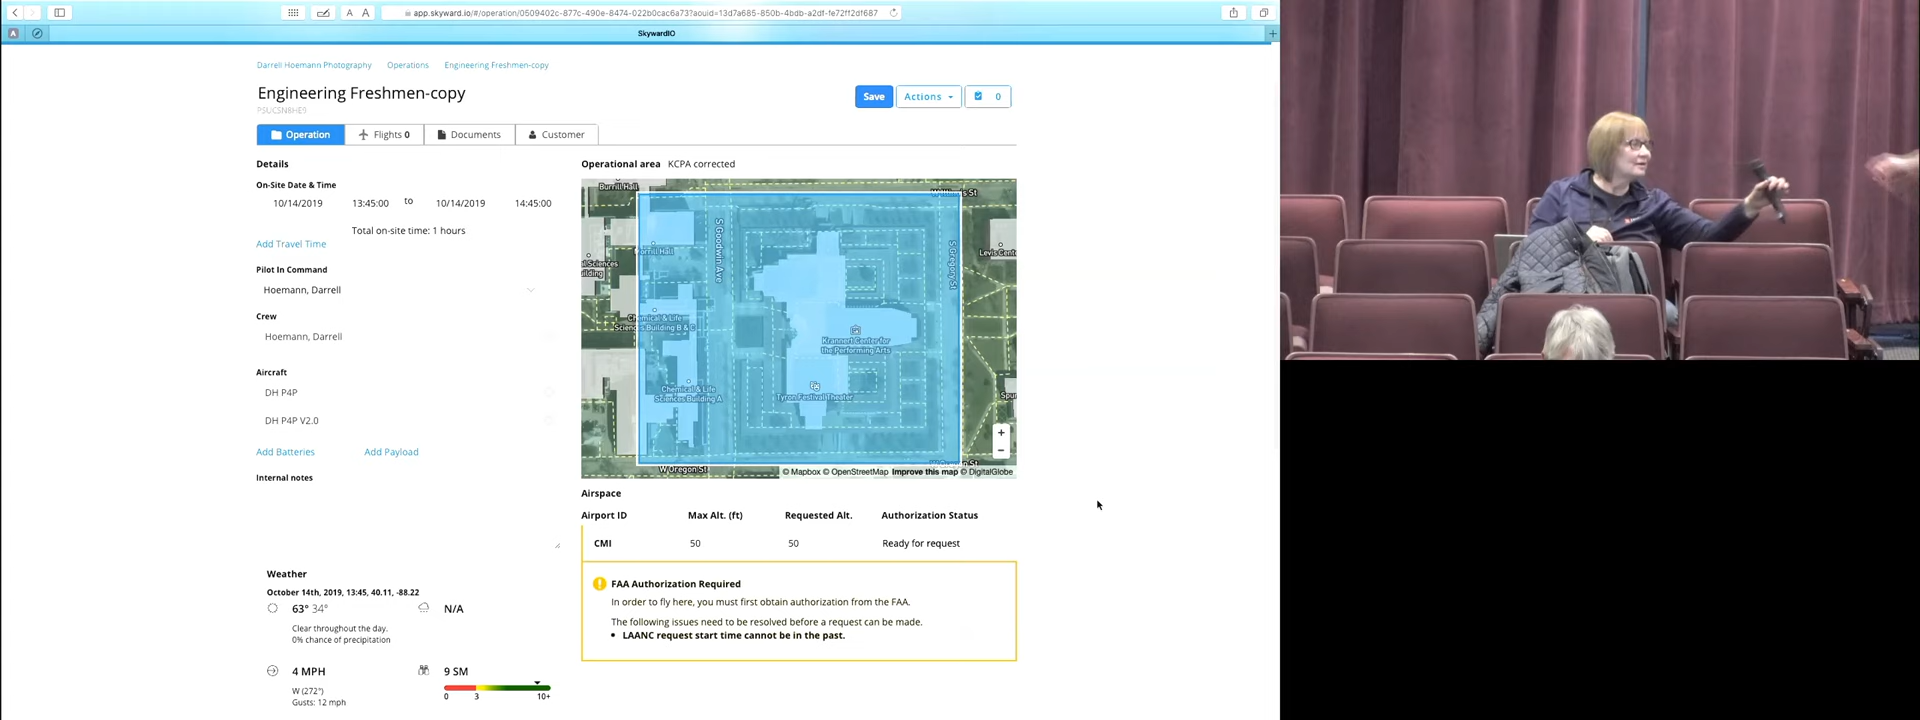 A A
app.skyward.io/#/operation/0509402c-877c-490e-8474-022b0cac6a73?aouid=13d7a685-850b-4bdb-a2df-fe72ff2df687
SkywardIO
Darrell Hoemann Photography Operations Engineering Freshmen-copy
Engineering Freshmen-copy
Save Actions 0
Operation Flights 0 Documents Customer
Details
On-Site Date & Time
10/14/2019 13:45:00 to 10/14/2019 14:45:00
Total on-site time: 1 hours
Add Travel Time
Pilot In Command
Hoemann, Darrell
Crew
Hoemann, Darrell
Aircraft
DH P4P
DH P4P V2.0
Add Batteries Add Payload
Internal notes
Weather
October 14th, 2019, 13:45, 40.11, -88.22
63° 34° N/A
Clear throughout the day.
0% chance of precipitation
4 MPH 9 SM
W (272°)
Gusts: 12 mph
0 3 10+
Operational area KCPA corrected
Burrill Hall
S Goodwin Ave
S Gregory St
Morrill Hall
Levis Cent
al Sciences
uilding
Chemical & Life
Sciences Building B & C
Krannert Center for
the Performing Arts
Chemical & Life
Sciences Building A
Tyron Festival Theater
Spu
+
−
W Oregon St
© Mapbox © OpenStreetMap Improve this map © DigitalGlobe
Airspace
Airport ID Max Alt. (ft) Requested Alt. Authorization Status
CMI 50 50 Ready for request
FAA Authorization Required
In order to fly here, you must first obtain authorization from the FAA.
The following issues need to be resolved before a request can be made.
• LAANC request start time cannot be in the past.